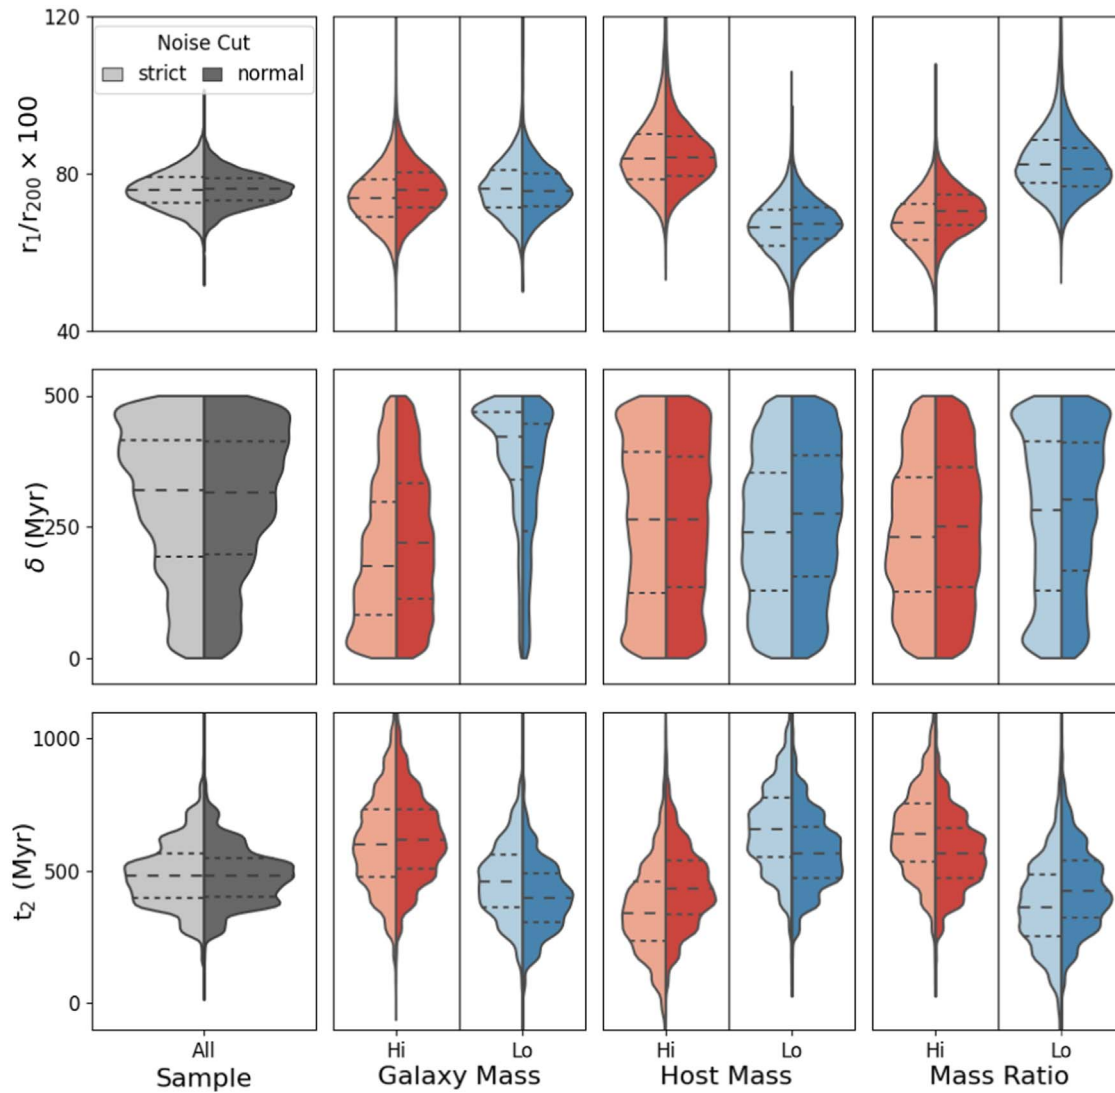 120
80
40
r₁/r₂₀₀ × 100
Noise Cut
strict normal
500
250
0
δ (Myr)
1000
500
0
t₂ (Myr)
All Hi Lo Hi Lo Hi Lo
Sample Galaxy Mass Host Mass Mass Ratio